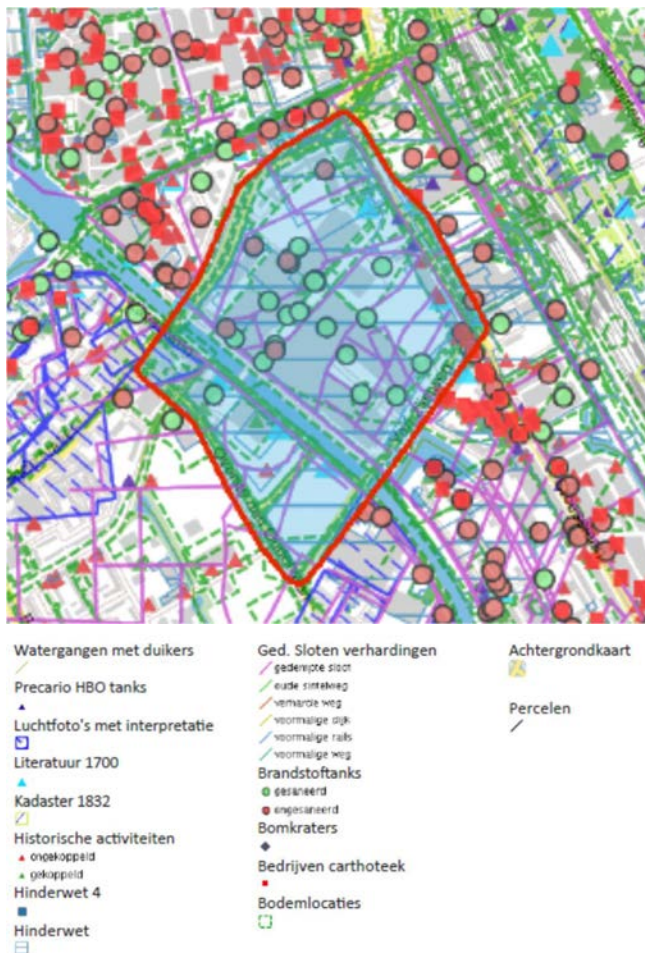 Watergangen met duikers
Precario HBO tanks
Luchtfoto's met interpretatie
Literatuur 1700
Kadaster 1832
Historische activiteiten
ongekoppeld
gekoppeld
Hinderwet 4
Hinderwet
Ged. Sloten verhardingen
gedempte sloot
oude sintelweg
verharde weg
voormalige dijk
voormalige rails
voormalige weg
Brandstoftanks
gesaneerd
ongesaneerd
Bomkraters
Bedrijven carthoteek
Bodemlocaties
Achtergrondkaart
Percelen